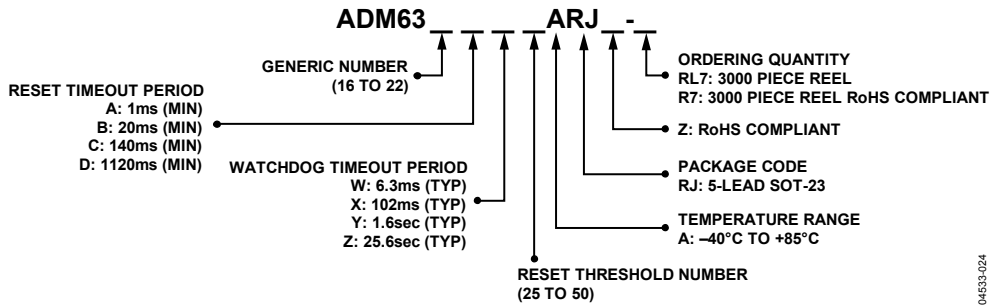 ADM63_ _ _ _ARJ_-_
GENERIC NUMBER
(16 TO 22)
RESET TIMEOUT PERIOD
A: 1ms (MIN)
B: 20ms (MIN)
C: 140ms (MIN)
D: 1120ms (MIN)
WATCHDOG TIMEOUT PERIOD
W: 6.3ms (TYP)
X: 102ms (TYP)
Y: 1.6sec (TYP)
Z: 25.6sec (TYP)
RESET THRESHOLD NUMBER
(25 TO 50)
ORDERING QUANTITY
RL7: 3000 PIECE REEL
R7: 3000 PIECE REEL RoHS COMPLIANT
Z: RoHS COMPLIANT
PACKAGE CODE
RJ: 5-LEAD SOT-23
TEMPERATURE RANGE
A: –40°C TO +85°C
04533-024